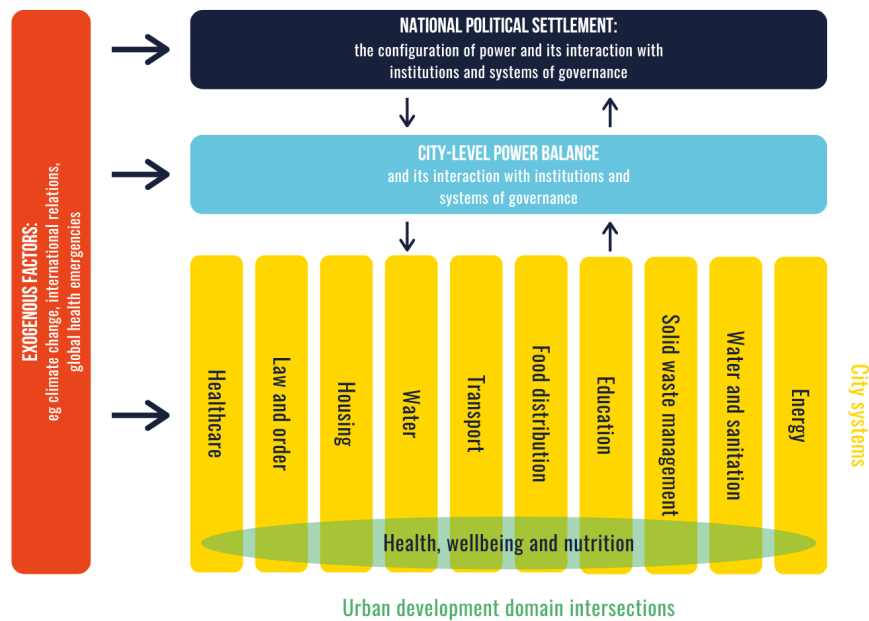 EXOGENOUS FACTORS:
eg climate change, international relations,
global health emergencies
NATIONAL POLITICAL SETTLEMENT:
the configuration of power and its interaction with
institutions and systems of governance
CITY-LEVEL POWER BALANCE
and its interaction with institutions and
systems of governance
Healthcare
Law and order
Housing
Water
Transport
Food distribution
Education
Solid waste management
Water and sanitation
Energy
City systems
Health, wellbeing and nutrition
Urban development domain intersections